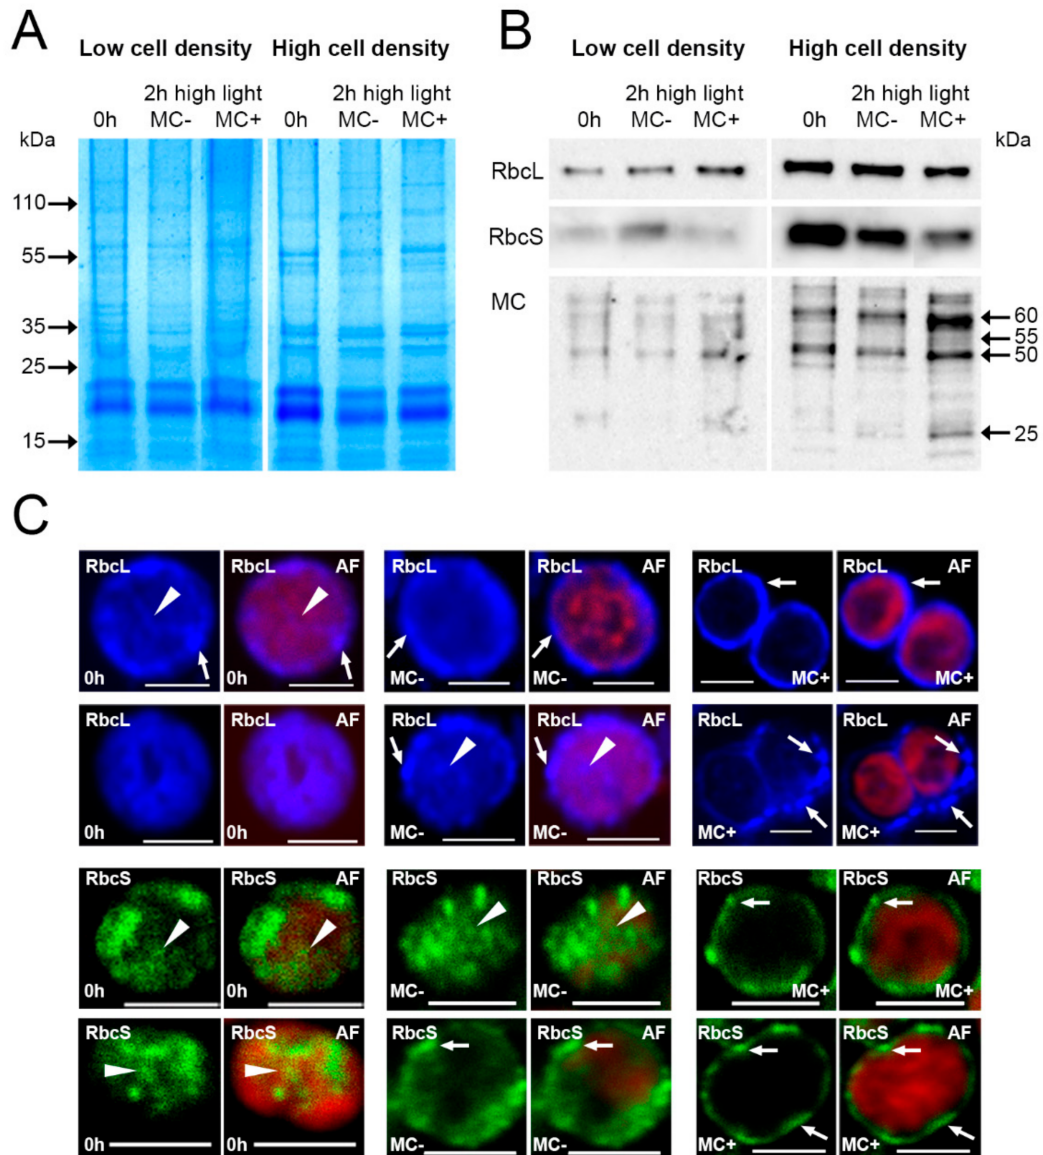 A
Low cell density High cell density
2h high light 2h high light
0h MC- MC+ 0h MC- MC+
kDa
110
55
35
25
15
B
Low cell density High cell density
2h high light 2h high light
0h MC- MC+ 0h MC- MC+
kDa
RbcL
RbcS
MC
60
55
50
25
C
RbcL RbcL AF RbcL RbcL AF RbcL RbcL AF
0h 0h MC- MC- MC+ MC+
RbcL RbcL AF RbcL RbcL AF RbcL RbcL AF
0h 0h MC- MC- MC+ MC+
RbcS RbcS AF RbcS RbcS AF RbcS RbcS AF
0h 0h MC- MC- MC+ MC+
RbcS RbcS AF RbcS RbcS AF RbcS RbcS AF
0h 0h MC- MC- MC+ MC+